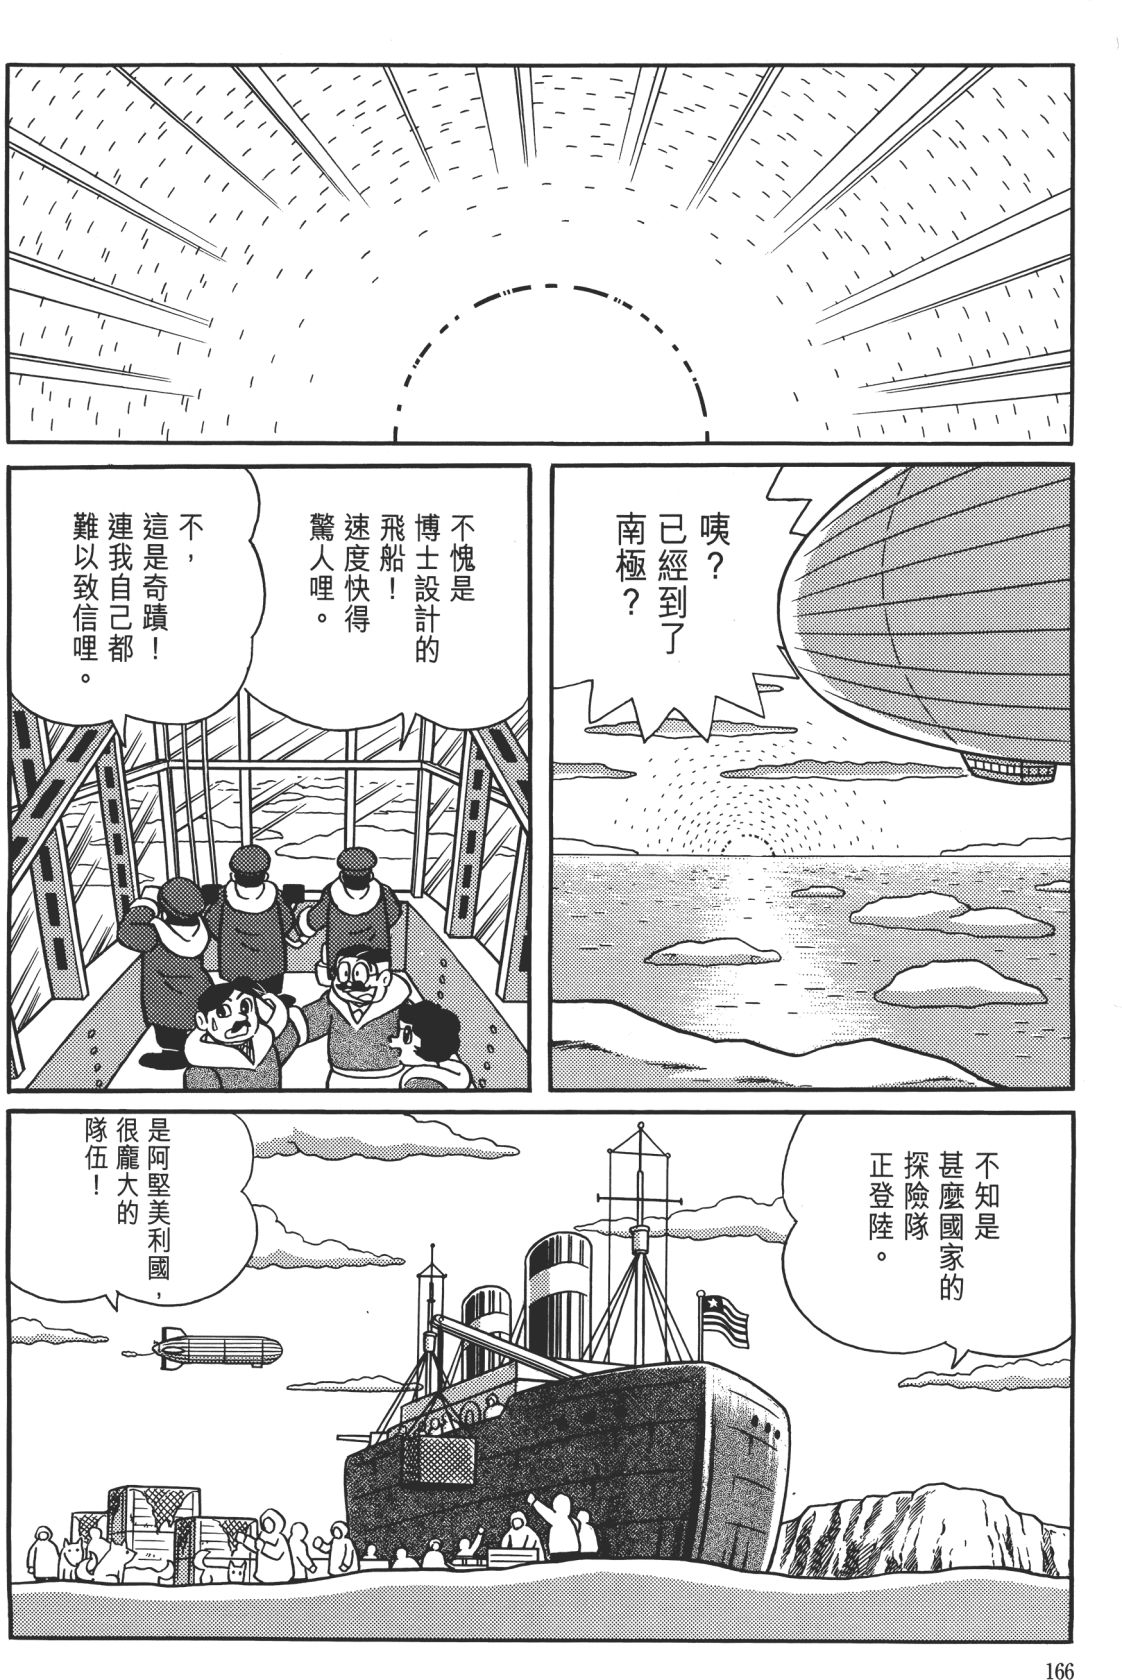 咦？
已經到了
南極？
不愧是
博士設計的
飛船！
速度快得
驚人哩。
不，
這是奇蹟！
連我自己都
難以致信哩。
不知是
甚麼國家的
探險隊
正登陸。
是阿堅美利國，
很龐大的
隊伍！
166